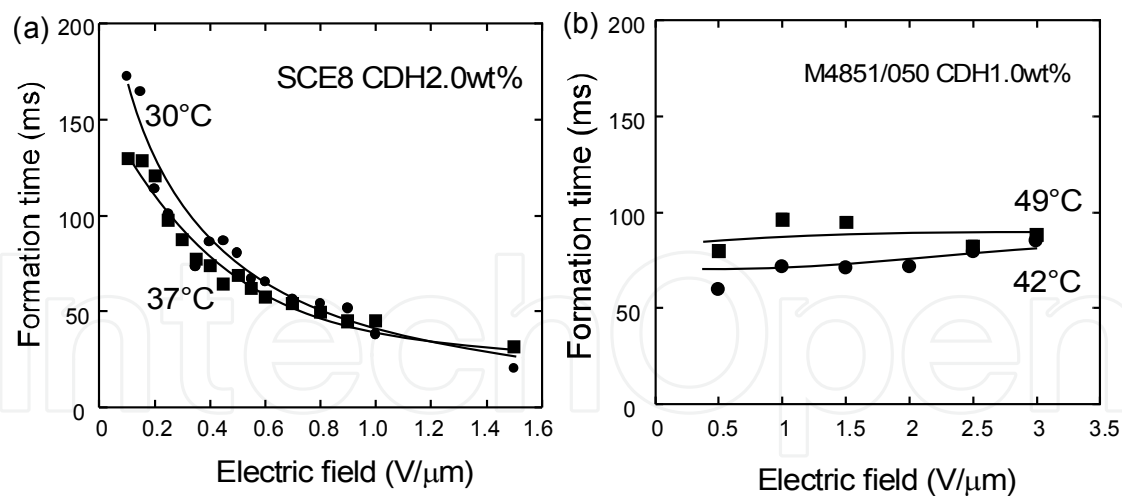 (a)
200
150
100
50
0
Formation time (ms)
SCE8 CDH2.0wt%
30°C
37°C
0.2 0.4 0.6 0.8 1.0 1.2 1.4 1.6
Electric field (V/μm)
(b)
200
150
100
50
0
Formation time (ms)
M4851/050 CDH1.0wt%
49°C
42°C
0 0.5 1 1.5 2 2.5 3 3.5
Electric field (V/μm)
IntechOpen